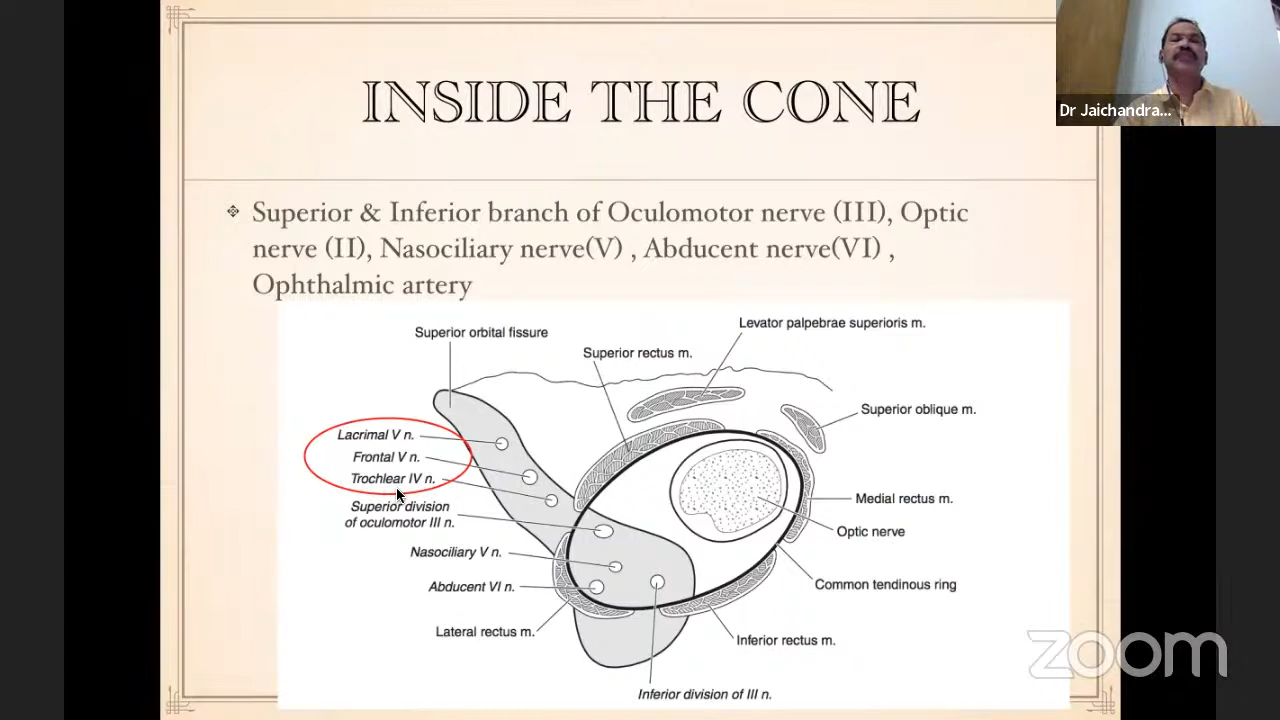 INSIDE THE CONE
Dr Jaichandra...
Superior & Inferior branch of Oculomotor nerve (III), Optic
nerve (II), Nasociliary nerve(V) , Abducent nerve(VI) ,
Ophthalmic artery
Superior orbital fissure
Levator palpebrae superioris m.
Superior rectus m.
Superior oblique m.
Lacrimal V n.
Frontal V n.
Trochlear IV n.
Superior division
of oculomotor III n.
Medial rectus m.
Optic nerve
Nasociliary V n.
Abducent VI n.
Common tendinous ring
Lateral rectus m.
Inferior rectus m.
Inferior division of III n.
zoom